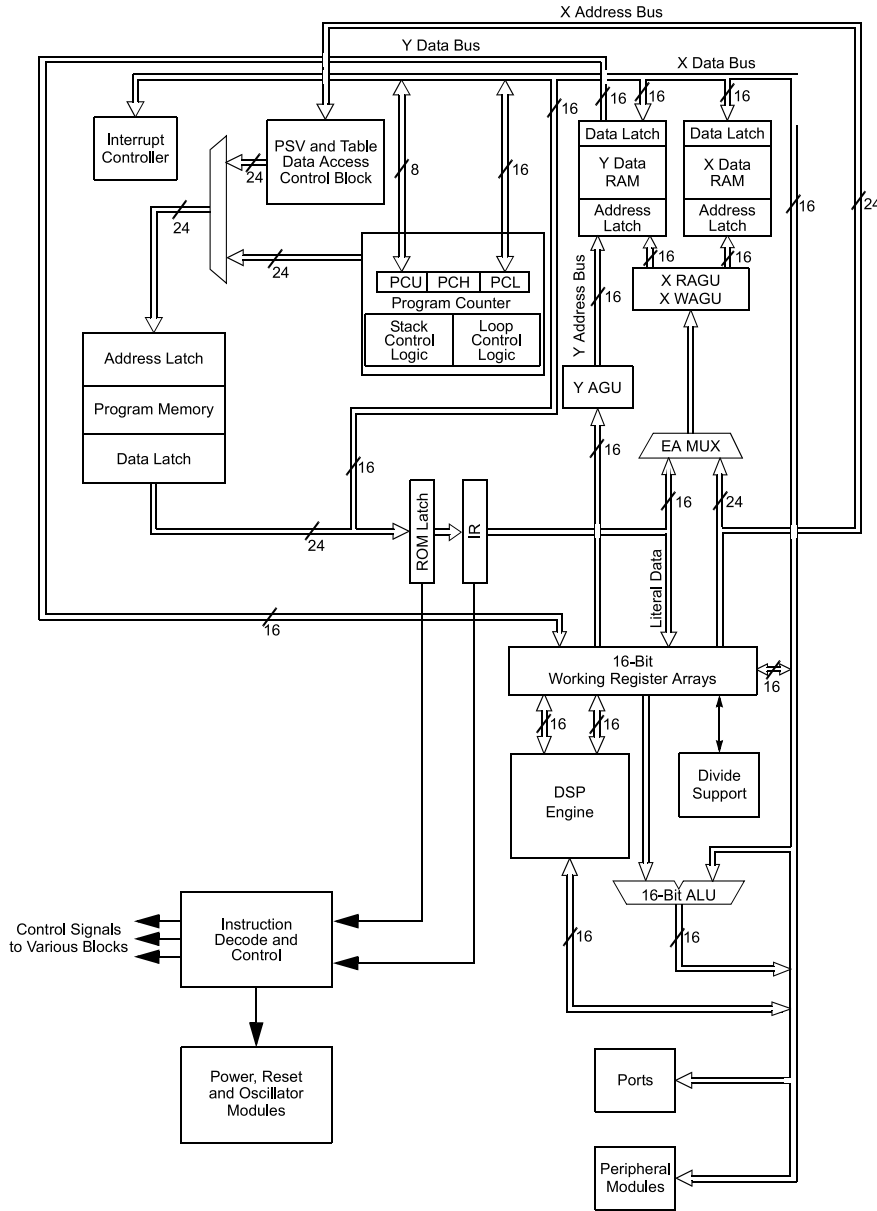 X Address Bus
Y Data Bus
X Data Bus
16
16
16
16
Interrupt
Controller
PSV and Table
Data Access
Control Block
Data Latch
Data Latch
Y Data
RAM
X Data
RAM
24
8
16
Address
Latch
Address
Latch
16
24
24
24
16
16
PCU
PCH
PCL
Program Counter
X RAGU
X WAGU
Y Address Bus
16
Stack
Control
Logic
Loop
Control
Logic
Address Latch
Program Memory
Data Latch
Y AGU
EA MUX
16
16
16
24
24
ROM Latch
IR
Literal Data
16
16-Bit
Working Register Arrays
16
16
16
DSP
Engine
Divide
Support
16-Bit ALU
Control Signals
to Various Blocks
Instruction
Decode and
Control
16
16
Power, Reset
and Oscillator
Modules
Ports
Peripheral
Modules